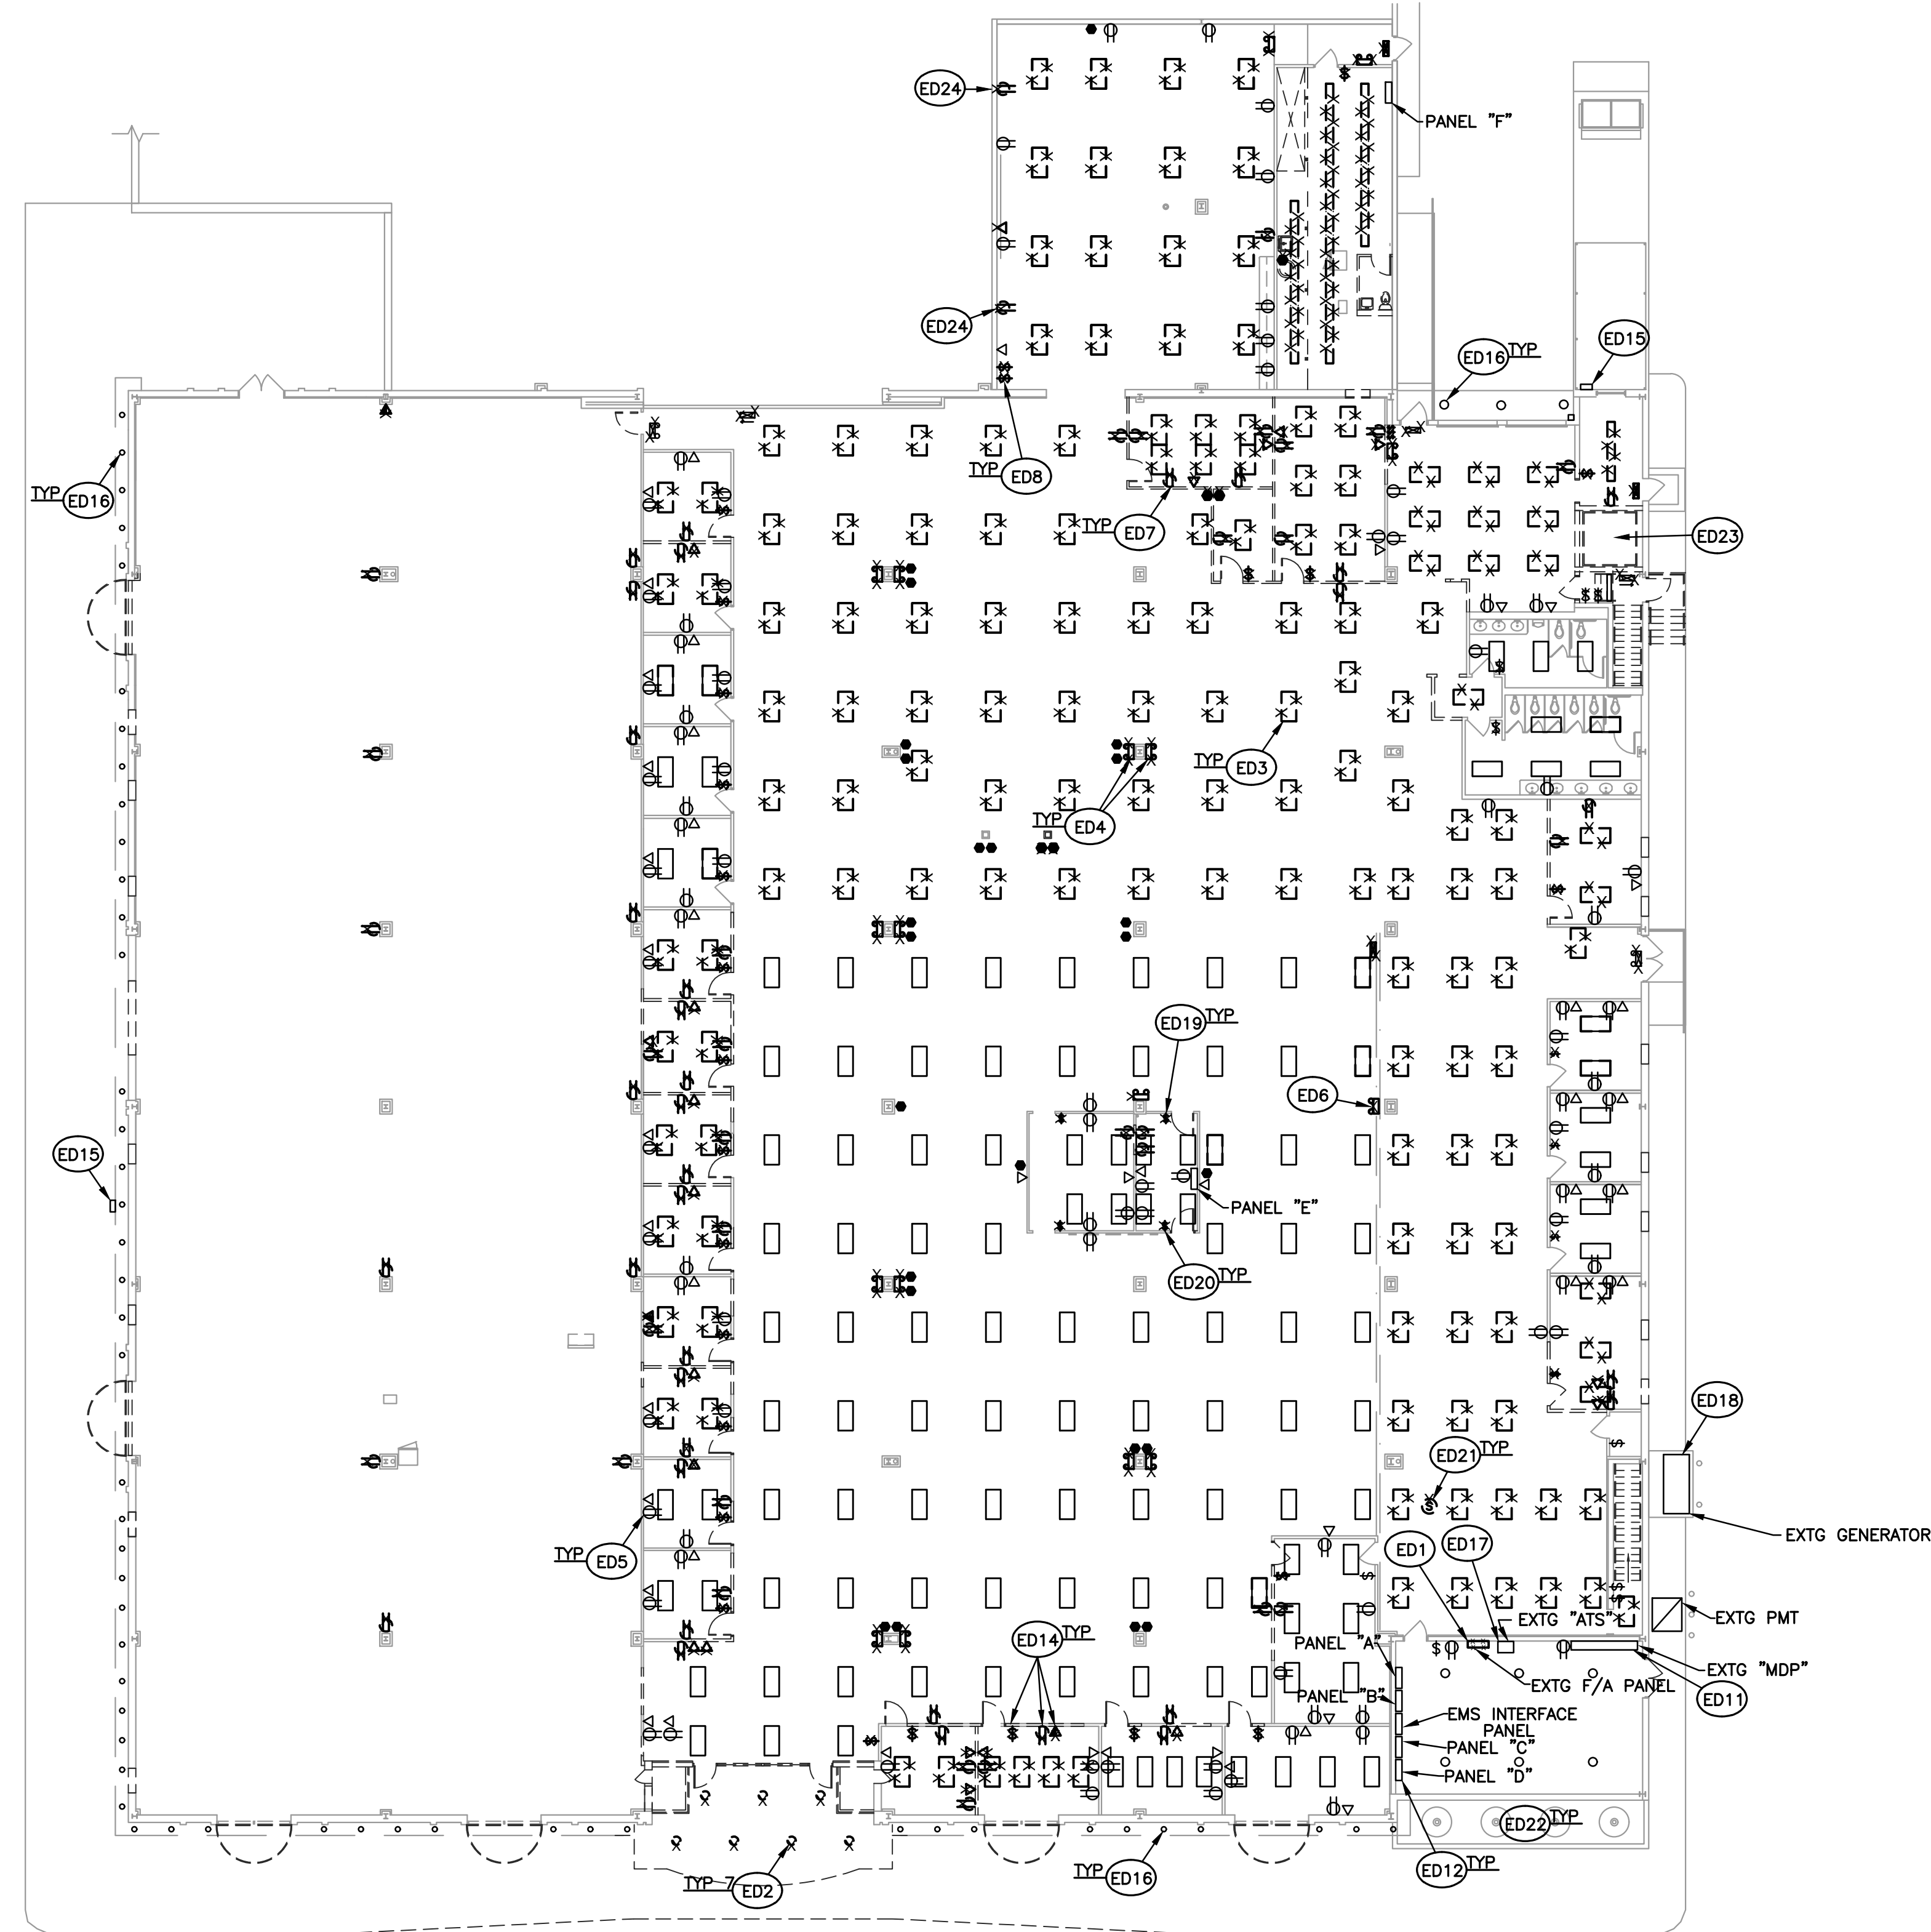 ED24
PANEL "F"
ED24
ED16 TYP
ED15
TYP ED16
TYP ED8
TYP ED7
ED23
TYP ED3
TYP ED4
ED19 TYP
ED6
ED15
PANEL "E"
ED20 TYP
ED18
ED21 TYP
EXTG GENERATOR
ED1
ED17
TYP ED5
EXTG "ATS"
EXTG PMT
ED14 TYP
PANEL "A"
EXTG "MDP"
EXTG F/A PANEL
PANEL "B"
ED11
EMS INTERFACE
PANEL
PANEL "C"
PANEL "D"
ED22 TYP
ED12 TYP
TYP ED16
TYP 7 ED2